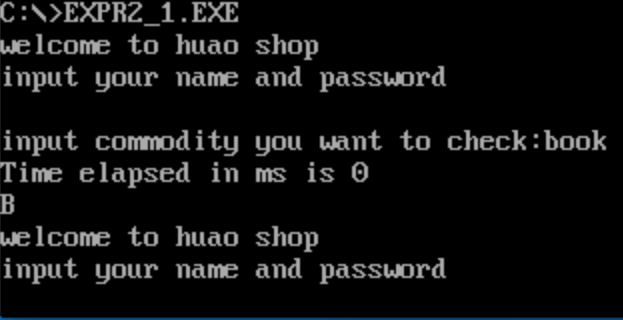 C:\>EXPR2_1.EXE
welcome to huao shop
input your name and password
input commodity you want to check:book
Time elapsed in ms is 0
B
welcome to huao shop
input your name and password